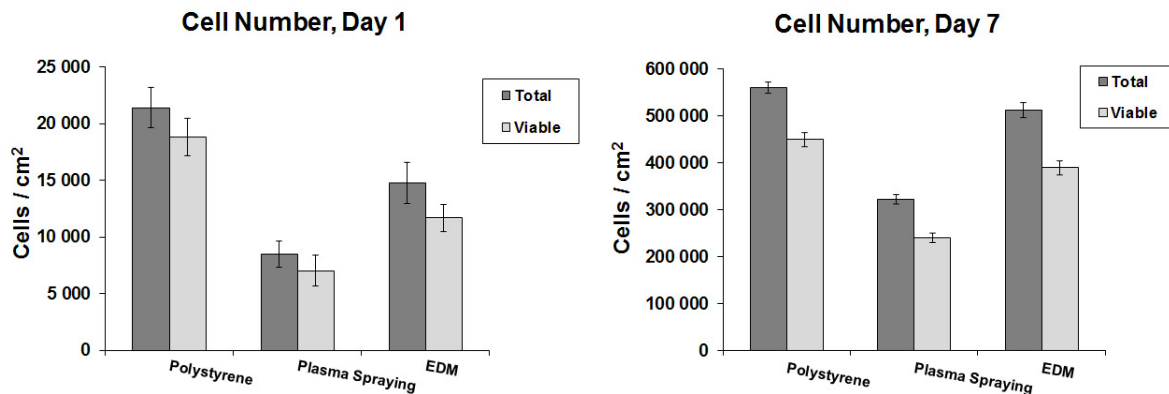 Cell Number, Day 1
25 000
20 000
15 000
10 000
5 000
0
Cells / cm²
Total
Viable
Polystyrene
Plasma Spraying
EDM
Cell Number, Day 7
600 000
500 000
400 000
300 000
200 000
100 000
0
Cells / cm²
Total
Viable
Polystyrene
Plasma Spraying
EDM